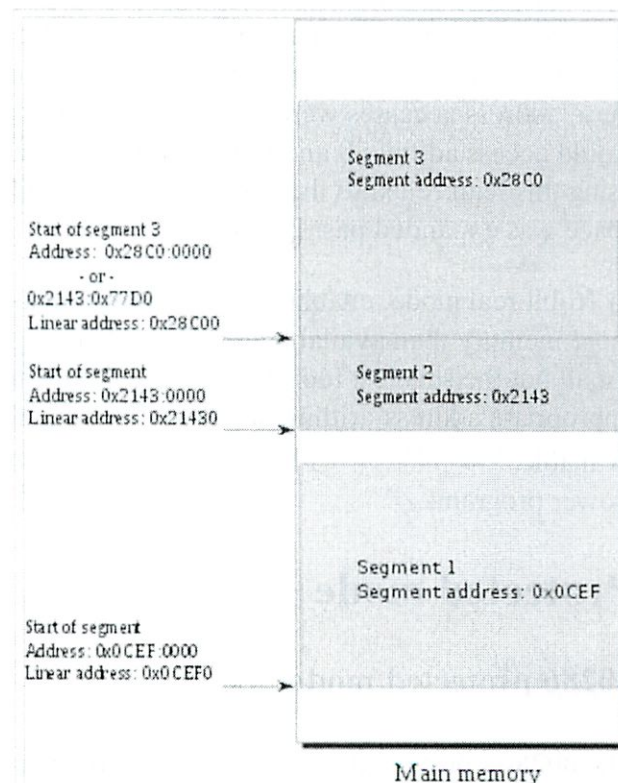 Segment 3
Segment address: 0x28C0
Start of segment 3
Address: 0x28C0:0000
- or -
0x2143:0x77D0
Linear address: 0x28C00
Start of segment
Address: 0x2143:0000
Linear address: 0x21430
Segment 2
Segment address: 0x2143
Segment 1
Segment address: 0x0CEF
Start of segment
Address: 0x0CEF:0000
Linear address: 0x0CEF0
Main memory